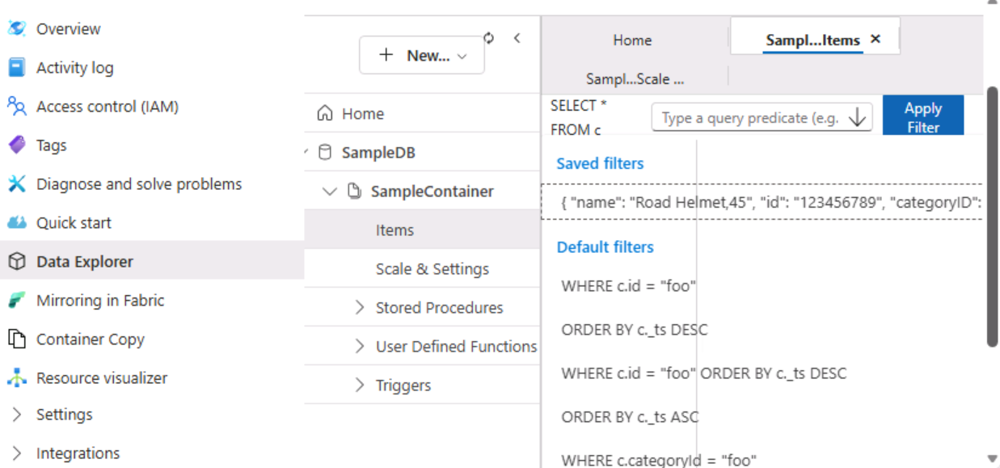 Overview
Activity log
Access control (IAM)
Tags
Diagnose and solve problems
Quick start
Data Explorer
Mirroring in Fabric
Container Copy
Resource visualizer
Settings
Integrations
New...
Home
SampleDB
SampleContainer
Items
Scale & Settings
Stored Procedures
User Defined Functions
Triggers
Home
Sampl...Items
Sampl...Scale ...
SELECT *
FROM c
Type a query predicate (e.g.
Apply
Filter
Saved filters
{ "name": "Road Helmet,45", "id": "123456789", "categoryID":
Default filters
WHERE c.id = "foo"
ORDER BY c._ts DESC
WHERE c.id = "foo" ORDER BY c._ts DESC
ORDER BY c._ts ASC
WHERE c.categoryId = "foo"